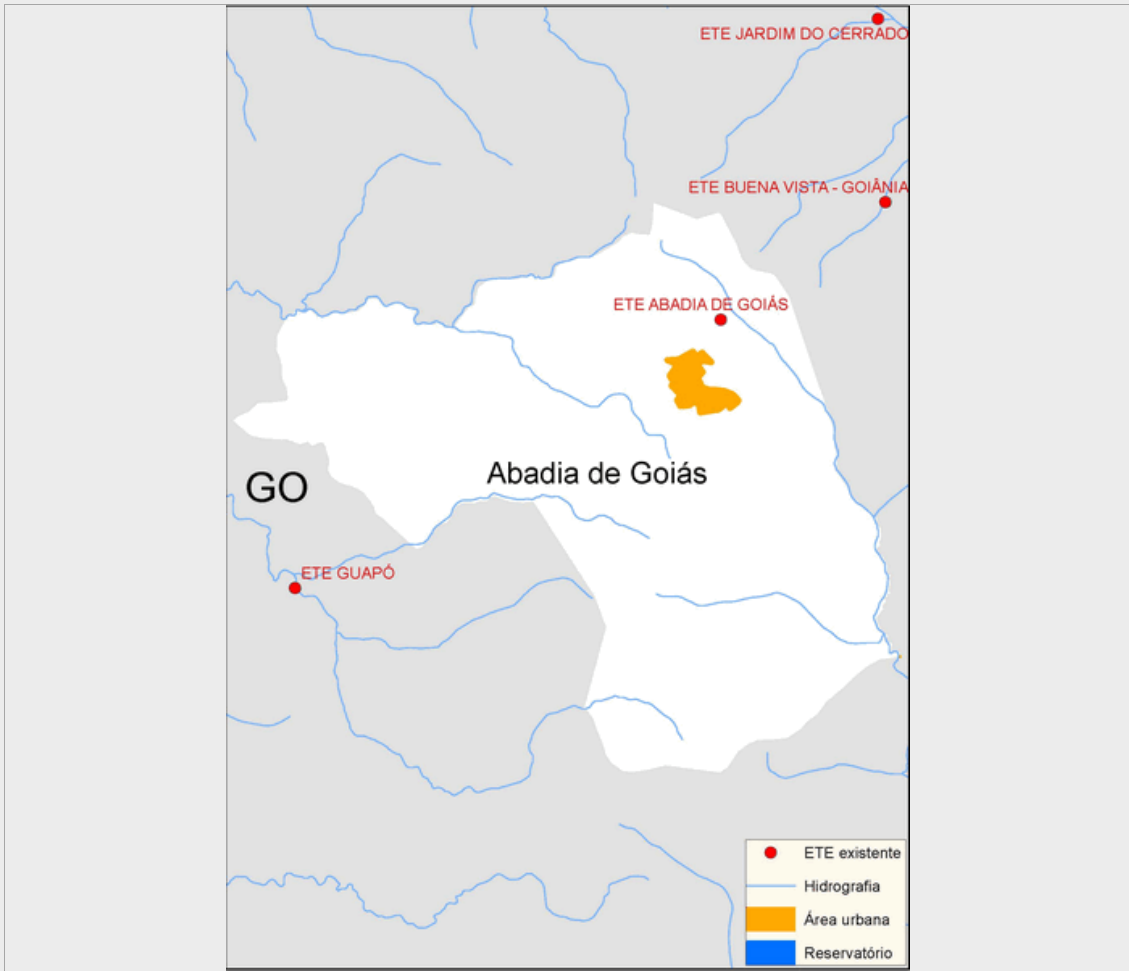 ETE JARDIM DO CERRADO
ETE BUENA VISTA - GOIÂNIA
ETE ABADIA DE GOIÁS
Abadia de Goiás
GO
ETE GUAPÓ
ETE existente
Hidrografia
Área urbana
Reservatório